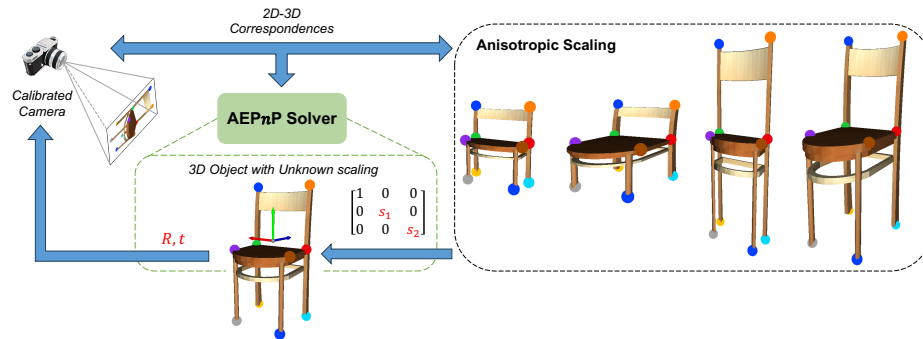 2D-3D
Correspondences
Anisotropic Scaling
Calibrated
Camera
AEPnP Solver
3D Object with Unknown scaling
1 0 0
0 s₁ 0
0 0 s₂
R, t